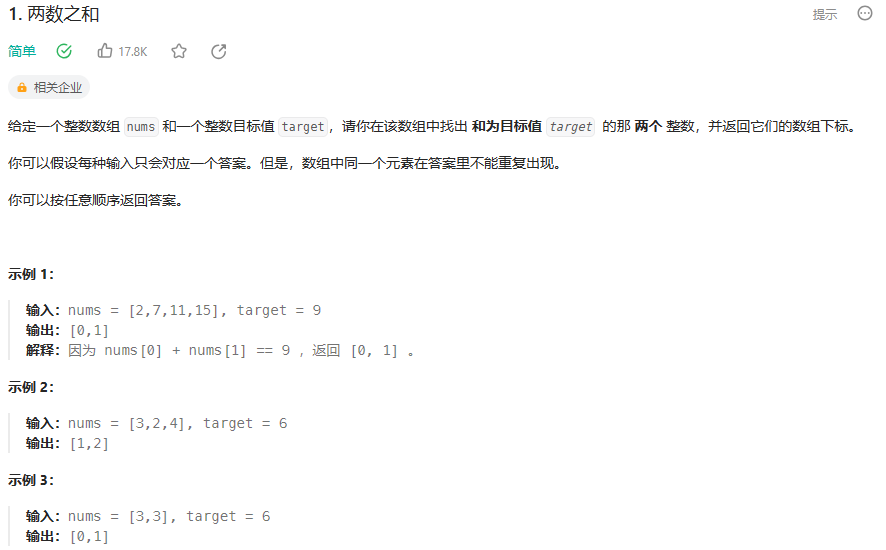 1. 两数之和
提示
简单 17.8K
相关企业
给定一个整数数组 nums 和一个整数目标值 target，请你在该数组中找出 和为目标值 target 的那 两个 整数，并返回它们的数组下标。
你可以假设每种输入只会对应一个答案。但是，数组中同一个元素在答案里不能重复出现。
你可以按任意顺序返回答案。
示例 1：
输入：nums = [2,7,11,15], target = 9
输出：[0,1]
解释：因为 nums[0] + nums[1] == 9 ，返回 [0, 1] 。
示例 2：
输入：nums = [3,2,4], target = 6
输出：[1,2]
示例 3：
输入：nums = [3,3], target = 6
输出：[0,1]